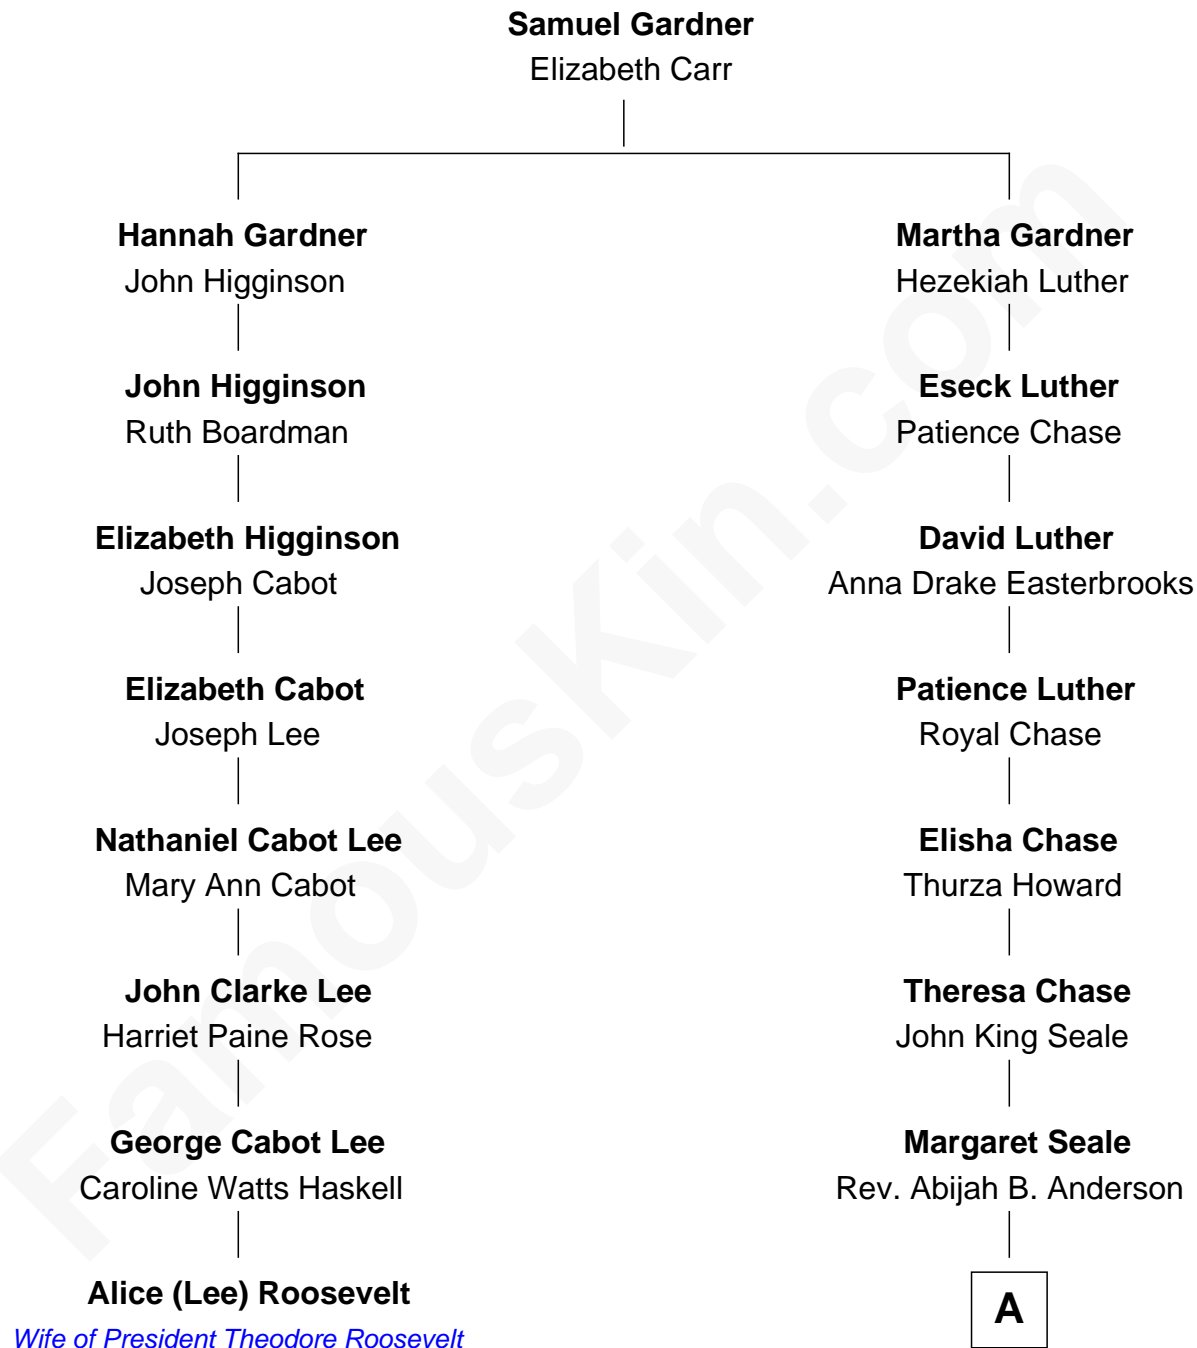 Samuel Gardner
Elizabeth Carr
Hannah Gardner
John Higginson
Martha Gardner
Hezekiah Luther
John Higginson
Ruth Boardman
Eseck Luther
Patience Chase
Elizabeth Higginson
Joseph Cabot
David Luther
Anna Drake Easterbrooks
Elizabeth Cabot
Joseph Lee
Patience Luther
Royal Chase
Nathaniel Cabot Lee
Mary Ann Cabot
Elisha Chase
Thurza Howard
John Clarke Lee
Harriet Paine Rose
Theresa Chase
John King Seale
George Cabot Lee
Caroline Watts Haskell
Margaret Seale
Rev. Abijah B. Anderson
Alice (Lee) Roosevelt
Wife of President Theodore Roosevelt
A
FamousKin.com